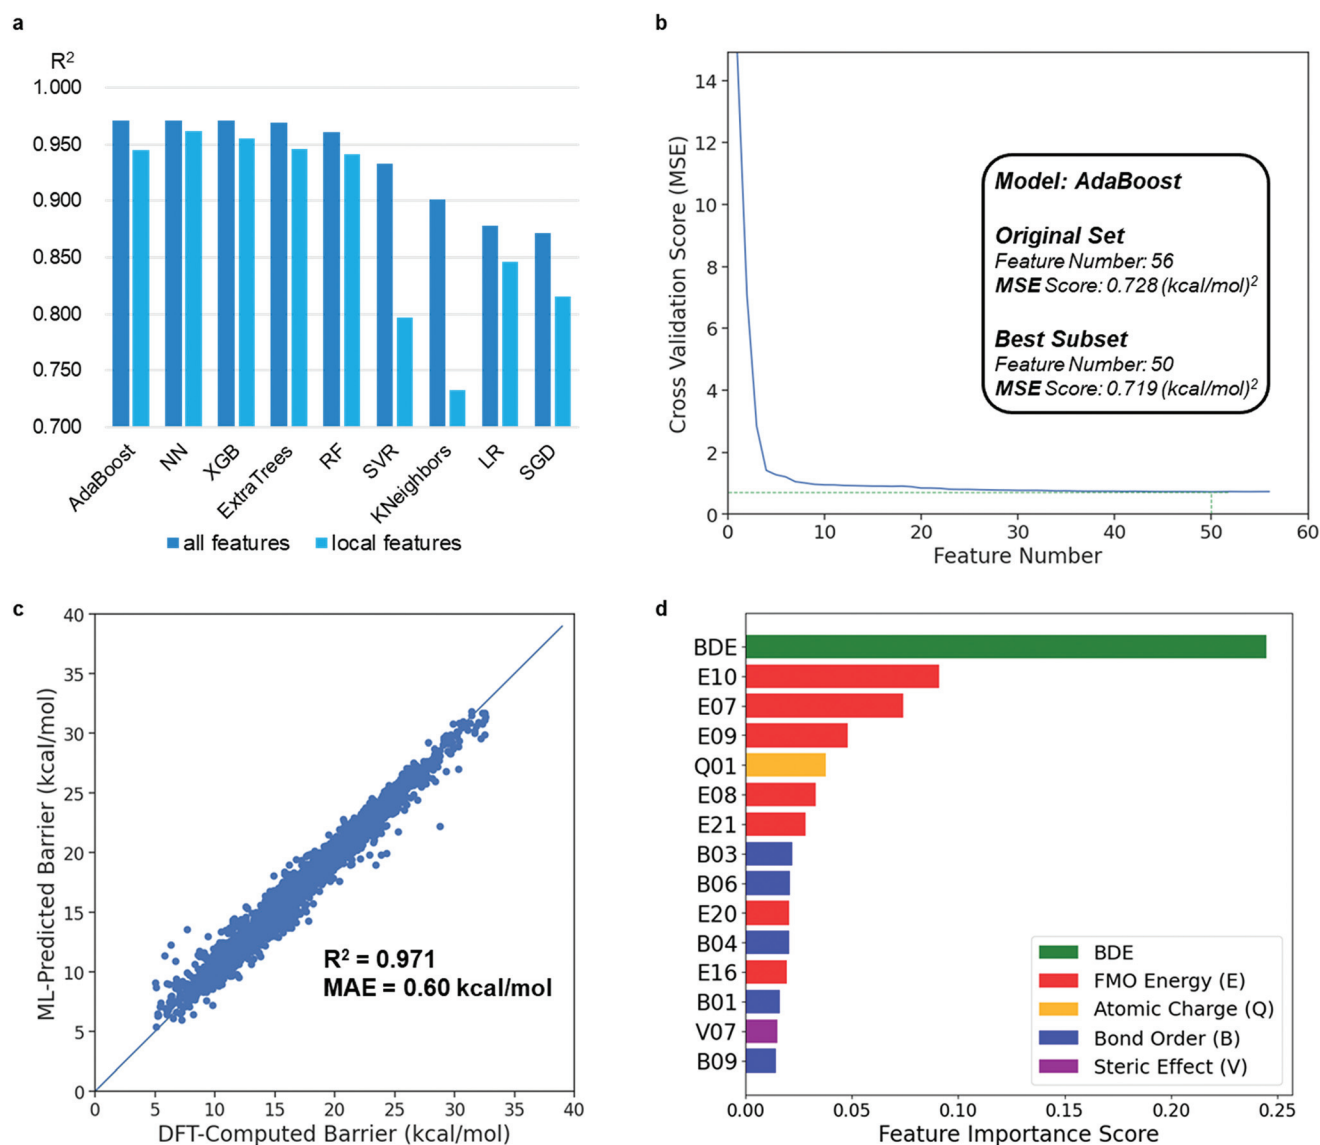 a
R²
1.000
0.950
0.900
0.850
0.800
0.750
0.700
AdaBoost
NN
XGB
ExtraTrees
RF
SVR
KNeighbors
LR
SGD
all features
local features
b
Cross Validation Score (MSE)
14
12
10
8
6
4
2
0
0 10 20 30 40 50 60
Feature Number
Model: AdaBoost
Original Set
Feature Number: 56
MSE Score: 0.728 (kcal/mol)²
Best Subset
Feature Number: 50
MSE Score: 0.719 (kcal/mol)²
c
ML-Predicted Barrier (kcal/mol)
40
35
30
25
20
15
10
5
0
0 5 10 15 20 25 30 35 40
DFT-Computed Barrier (kcal/mol)
R² = 0.971
MAE = 0.60 kcal/mol
d
BDE
E10
E07
E09
Q01
E08
E21
B03
B06
E20
B04
E16
B01
V07
B09
BDE
FMO Energy (E)
Atomic Charge (Q)
Bond Order (B)
Steric Effect (V)
0.00 0.05 0.10 0.15 0.20 0.25
Feature Importance Score